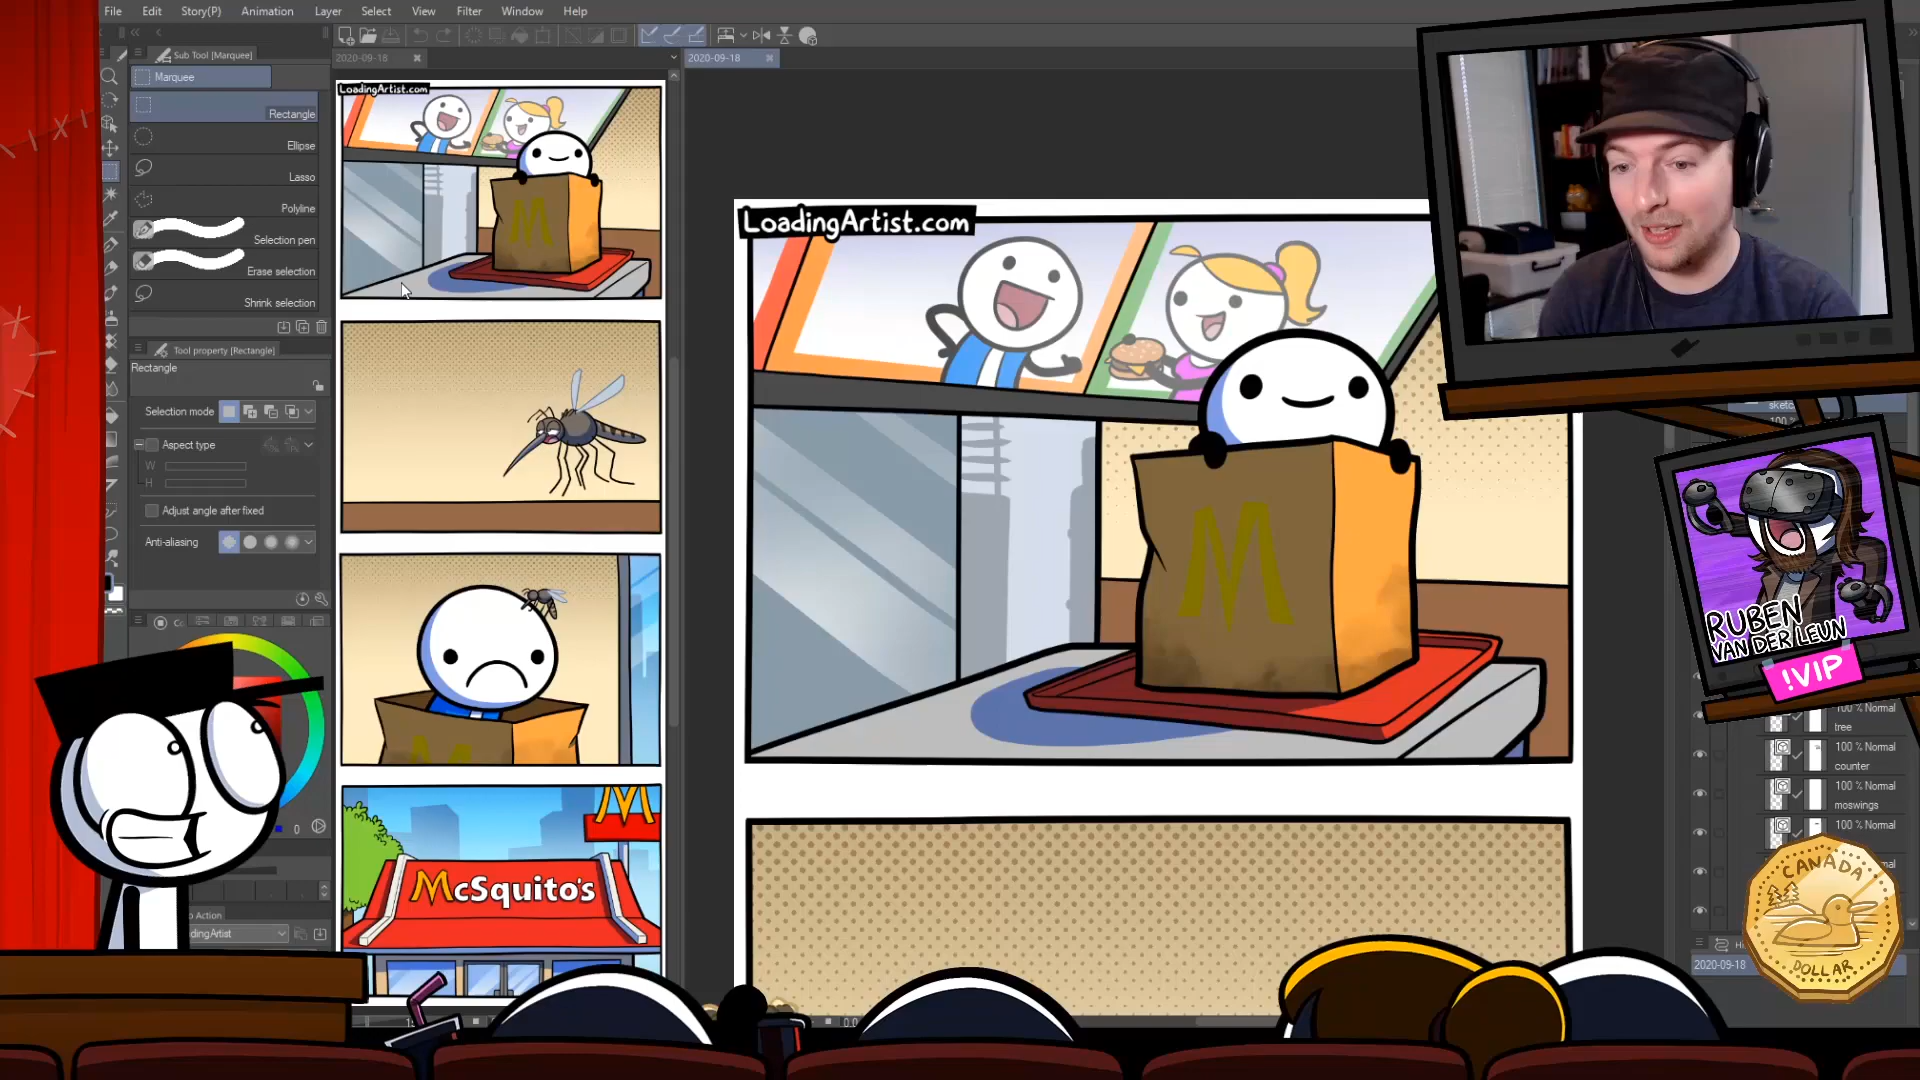 File Edit Story(P) Animation Layer Select View Filter Window Help
Sub Tool [Marquee]
Marquee
Rectangle
Ellipse
Lasso
Polyline
Selection pen
Erase selection
Shrink selection
Tool property [Rectangle]
Rectangle
Selection mode
Aspect type
W
H
Adjust angle after fixed
Anti-aliasing
0
Action
dingArtist
2020-09-18
LoadingArtist.com
M
M
M
McSquito's
2020-09-18
LoadingArtist.com
M
RUBEN
VAN DER LEUN
!VIP
100 % Normal
tree
100 % Normal
counter
100 % Normal
moswings
100 % Normal
2020-09-18
CANADA
DOLLAR